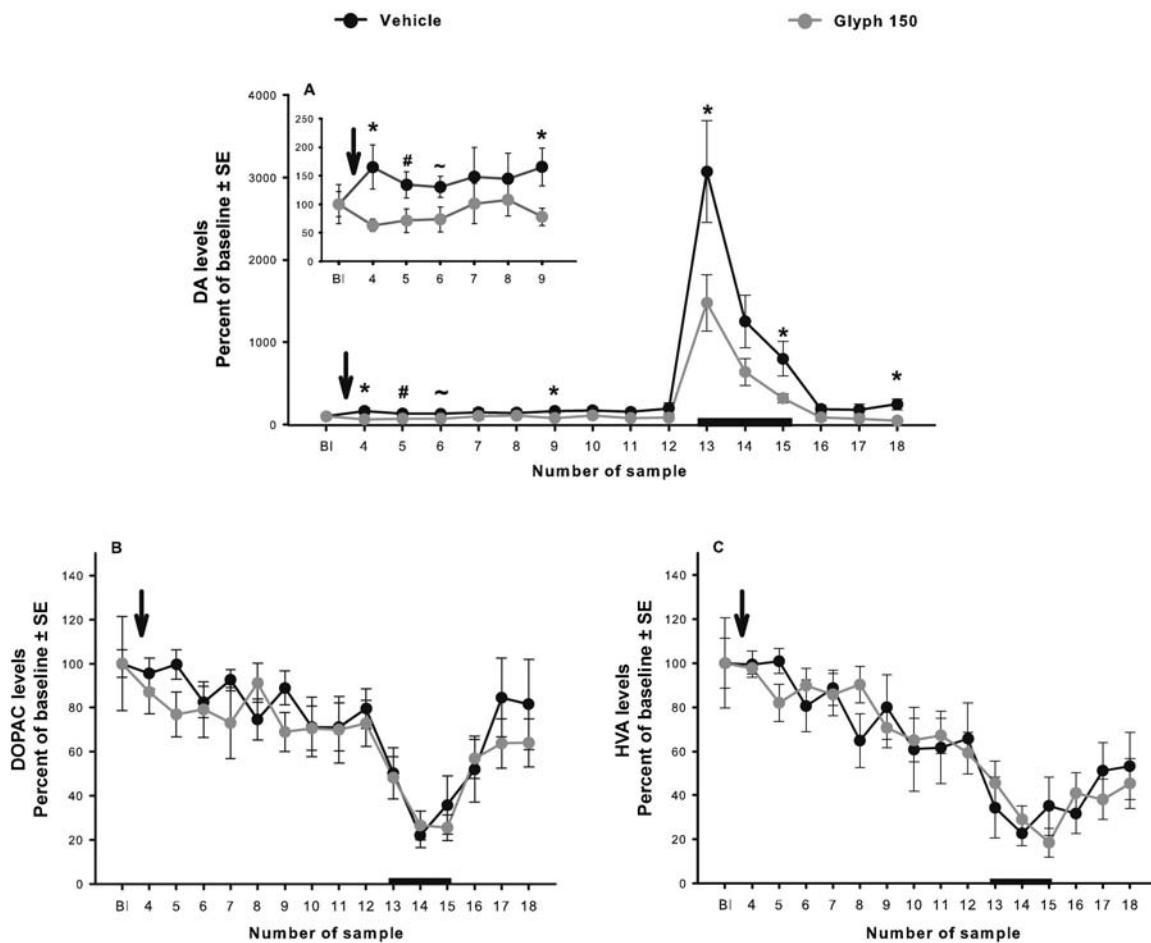 Vehicle
Glyph 150
A
DA levels
Percent of baseline ± SE
4000
3000
2000
1000
0
250
200
150
100
50
0
* # ~ *
BI 4 5 6 7 8 9
* # ~ * * * *
BI 4 5 6 7 8 9 10 11 12 13 14 15 16 17 18
Number of sample
B
DOPAC levels
Percent of baseline ± SE
140
120
100
80
60
40
20
0
BI 4 5 6 7 8 9 10 11 12 13 14 15 16 17 18
Number of sample
C
HVA levels
Percent of baseline ± SE
140
120
100
80
60
40
20
0
BI 4 5 6 7 8 9 10 11 12 13 14 15 16 17 18
Number of sample